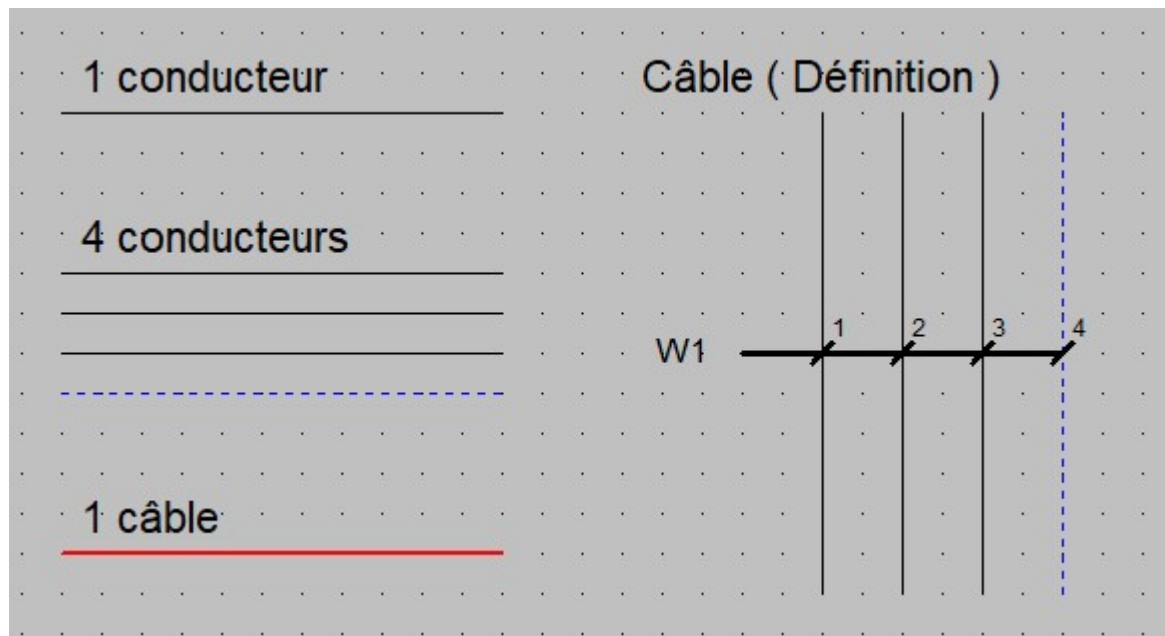 1 conducteur
Câble ( Définition )
4 conducteurs
W1
1
2
3
4
1 câble